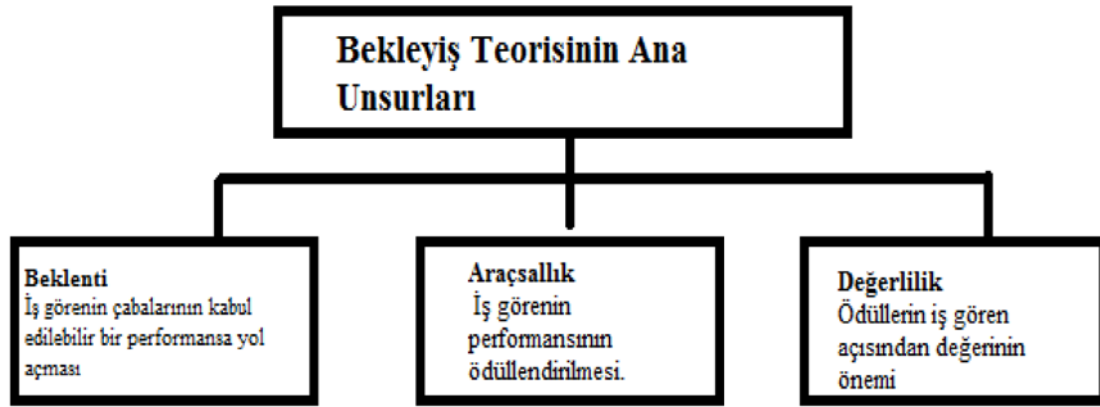 Bekleyiş Teorisinin Ana
Unsurları
Beklenti
İş görenin çabalarının kabul
edilebilir bir performansa yol
açması
Araçsallık
İş görenin
performansının
ödüllendirilmesi.
Değerlilik
Ödüllerin iş gören
açısından değerinin
önemi